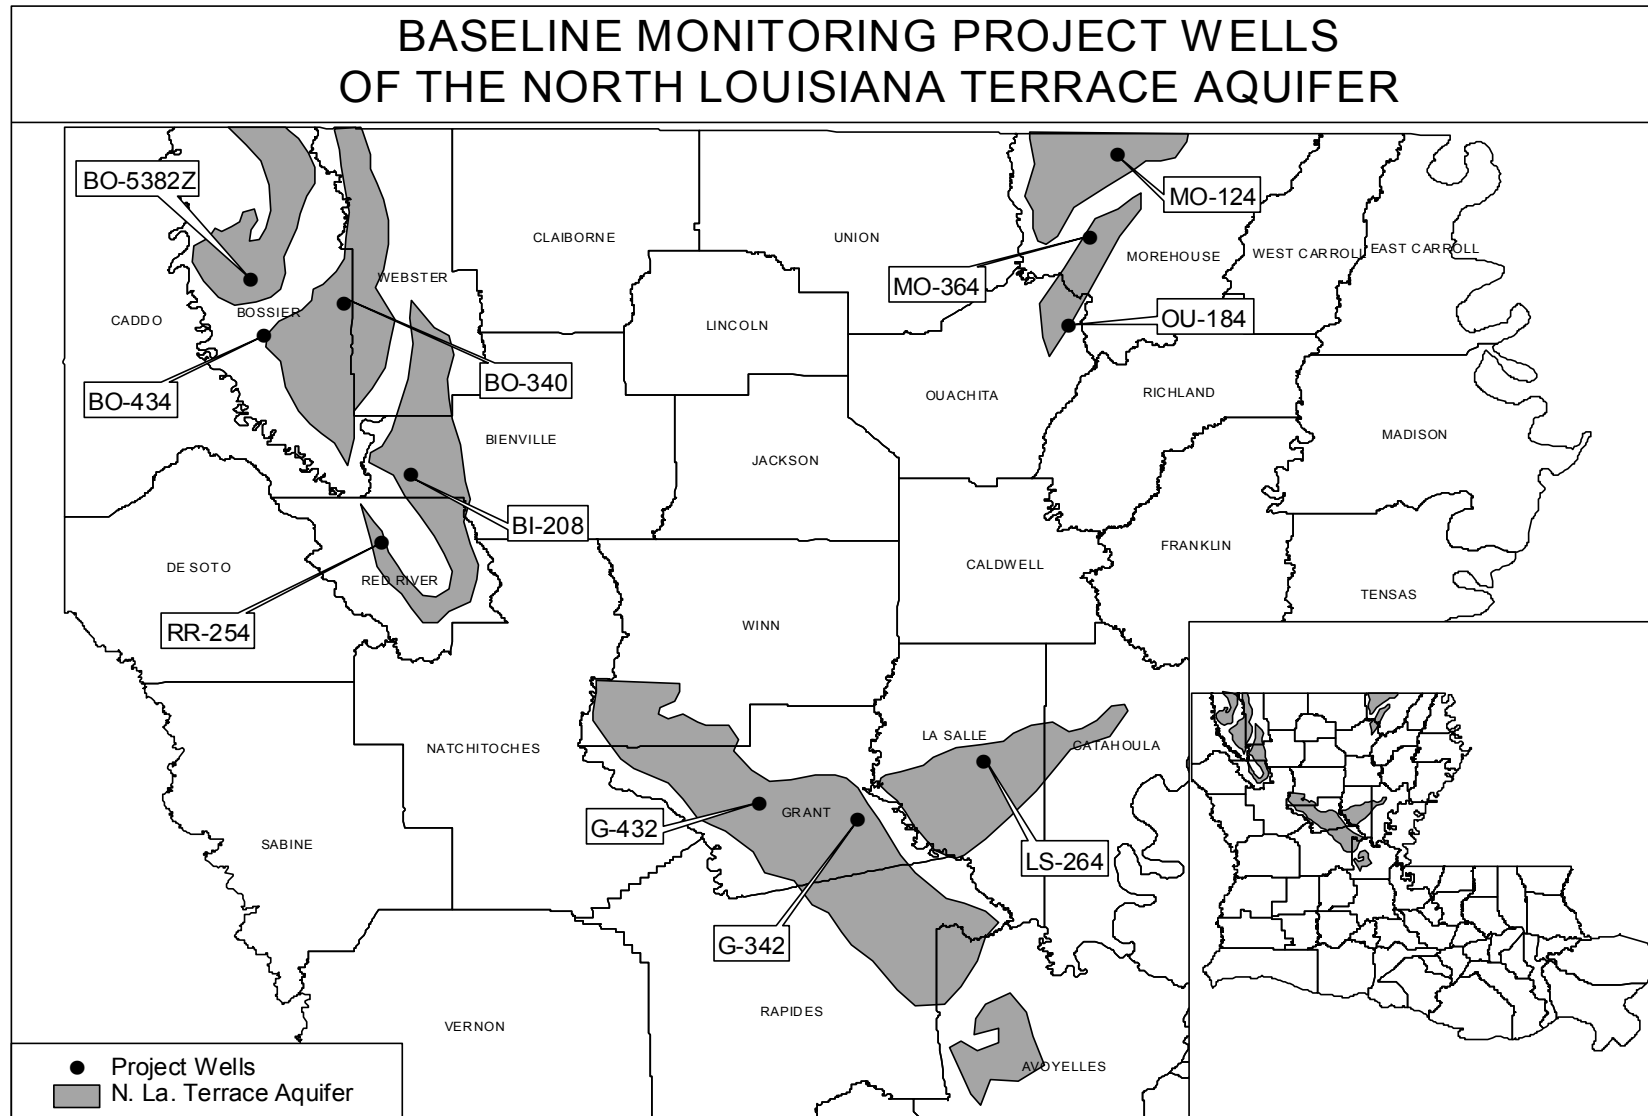 BASELINE MONITORING PROJECT WELLS
OF THE NORTH LOUISIANA TERRACE AQUIFER
BO-5382Z
MO-124
CLAIBORNE
UNION
MOREHOUSE
WEST CARROLL
EAST CARROLL
WEBSTER
MO-364
BOSSIER
CADDO
LINCOLN
OU-184
BO-340
BO-434
OUACHITA
RICHLAND
BIENVILLE
MADISON
JACKSON
BI-208
FRANKLIN
DE SOTO
RED RIVER
CALDWELL
TENSAS
RR-254
WINN
NATCHITOCHES
LA SALLE
CATAHOULA
G-432
GRANT
SABINE
LS-264
G-342
RAPIDES
VERNON
AVOYELLES
Project Wells
N. La. Terrace Aquifer